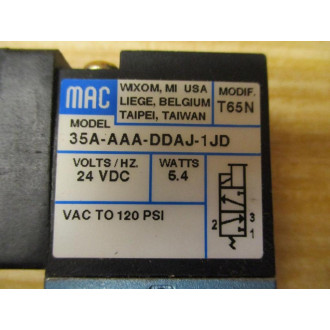 MAC
WIXOM, MI USA
LIEGE, BELGIUM
TAIPEI, TAIWAN
MODIF.
T65N
MODEL
35A-AAA-DDAJ-1JD
VOLTS/HZ.
24 VDC
WATTS
5.4
VAC TO 120 PSI
2
3
1